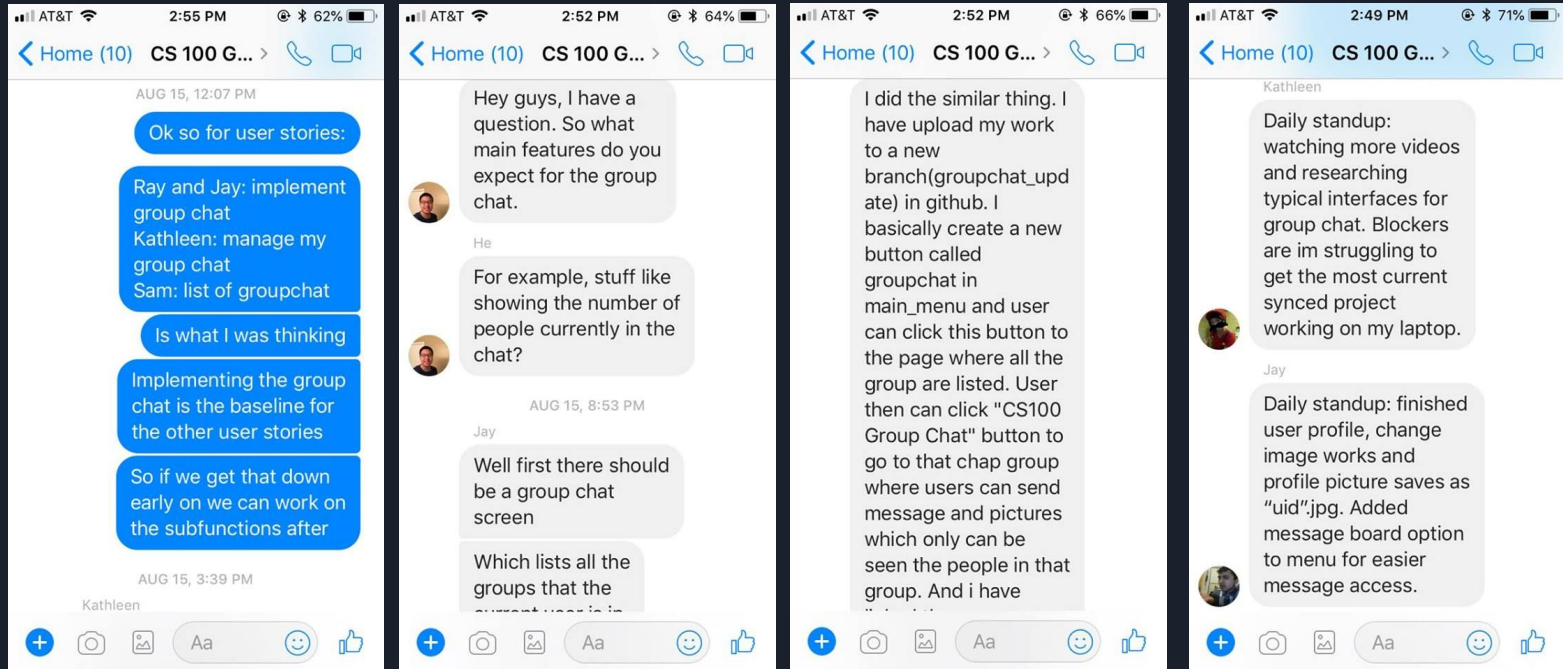 AT&T 2:55 PM 62%
Home (10) CS 100 G...
AUG 15, 12:07 PM
Ok so for user stories:
Ray and Jay: implement
group chat
Kathleen: manage my
group chat
Sam: list of groupchat
Is what I was thinking
Implementing the group
chat is the baseline for
the other user stories
So if we get that down
early on we can work on
the subfunctions after
AUG 15, 3:39 PM
Kathleen
Aa
AT&T 2:52 PM 64%
Home (10) CS 100 G...
Hey guys, I have a
question. So what
main features do you
expect for the group
chat.
He
For example, stuff like
showing the number of
people currently in the
chat?
AUG 15, 8:53 PM
Jay
Well first there should
be a group chat
screen
Which lists all the
groups that the
current user is in
Aa
AT&T 2:52 PM 66%
Home (10) CS 100 G...
I did the similar thing. I
have upload my work
to a new
branch(groupchat_upd
ate) in github. I
basically create a new
button called
groupchat in
main_menu and user
can click this button to
the page where all the
group are listed. User
then can click "CS100
Group Chat" button to
go to that chap group
where users can send
message and pictures
which only can be
seen the people in that
group. And i have
Aa
AT&T 2:49 PM 71%
Home (10) CS 100 G...
Kathleen
Daily standup:
watching more videos
and researching
typical interfaces for
group chat. Blockers
are im struggling to
get the most current
synced project
working on my laptop.
Jay
Daily standup: finished
user profile, change
image works and
profile picture saves as
“uid”.jpg. Added
message board option
to menu for easier
message access.
Aa